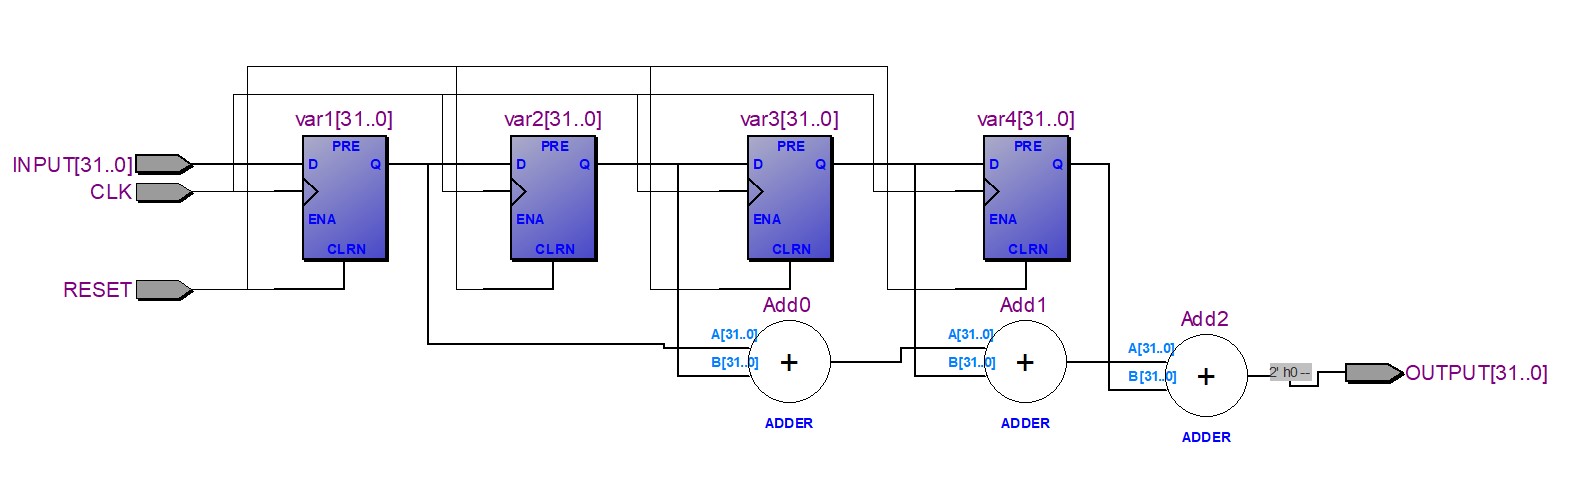 var1[31..0]
var2[31..0]
var3[31..0]
var4[31..0]
PRE
PRE
PRE
PRE
INPUT[31..0]
D
Q
D
Q
D
Q
D
Q
CLK
ENA
ENA
ENA
ENA
CLRN
CLRN
CLRN
CLRN
RESET
Add0
Add1
Add2
A[31..0]
A[31..0]
A[31..0]
B[31..0]
B[31..0]
B[31..0]
+
+
+
2' h0 --
OUTPUT[31..0]
ADDER
ADDER
ADDER